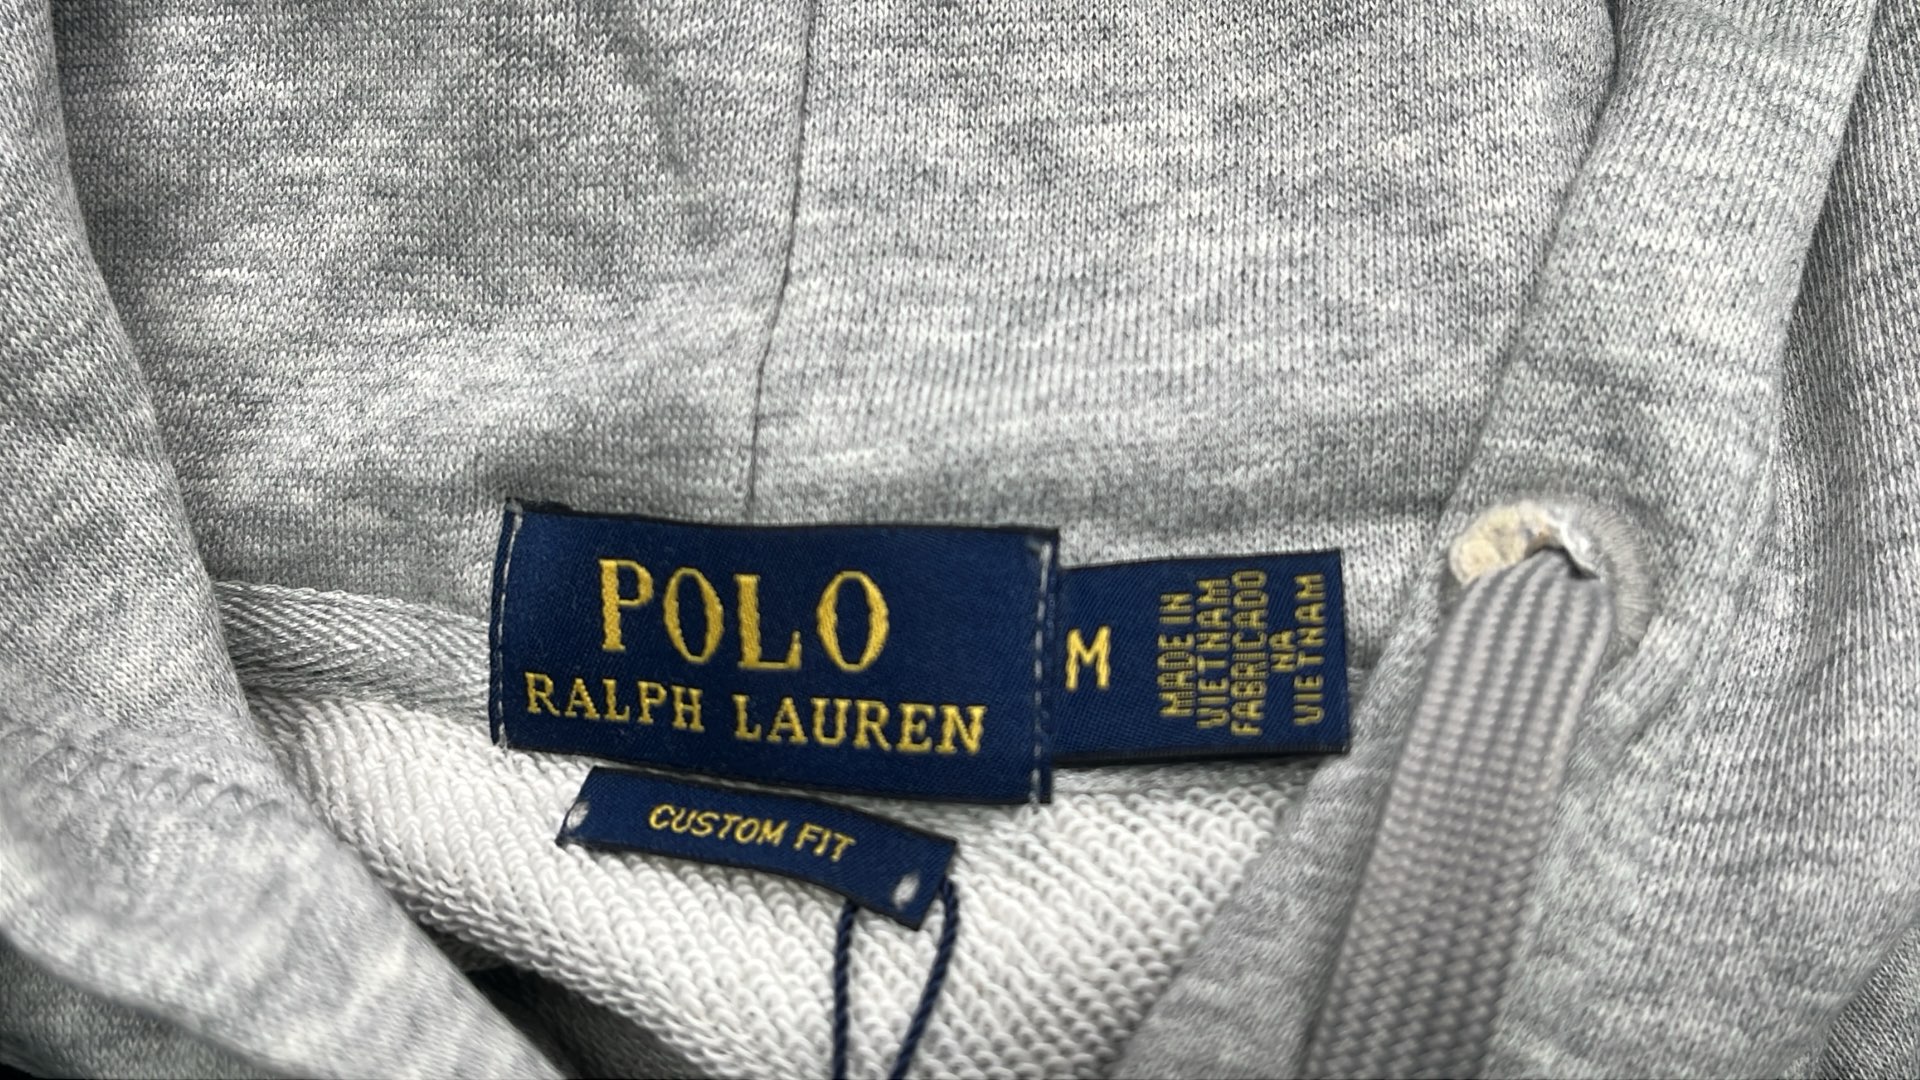 POLO
RALPH LAUREN
M
MADE IN
VIETNAM
FABRICADO
NA
VIETNAM
CUSTOM FIT